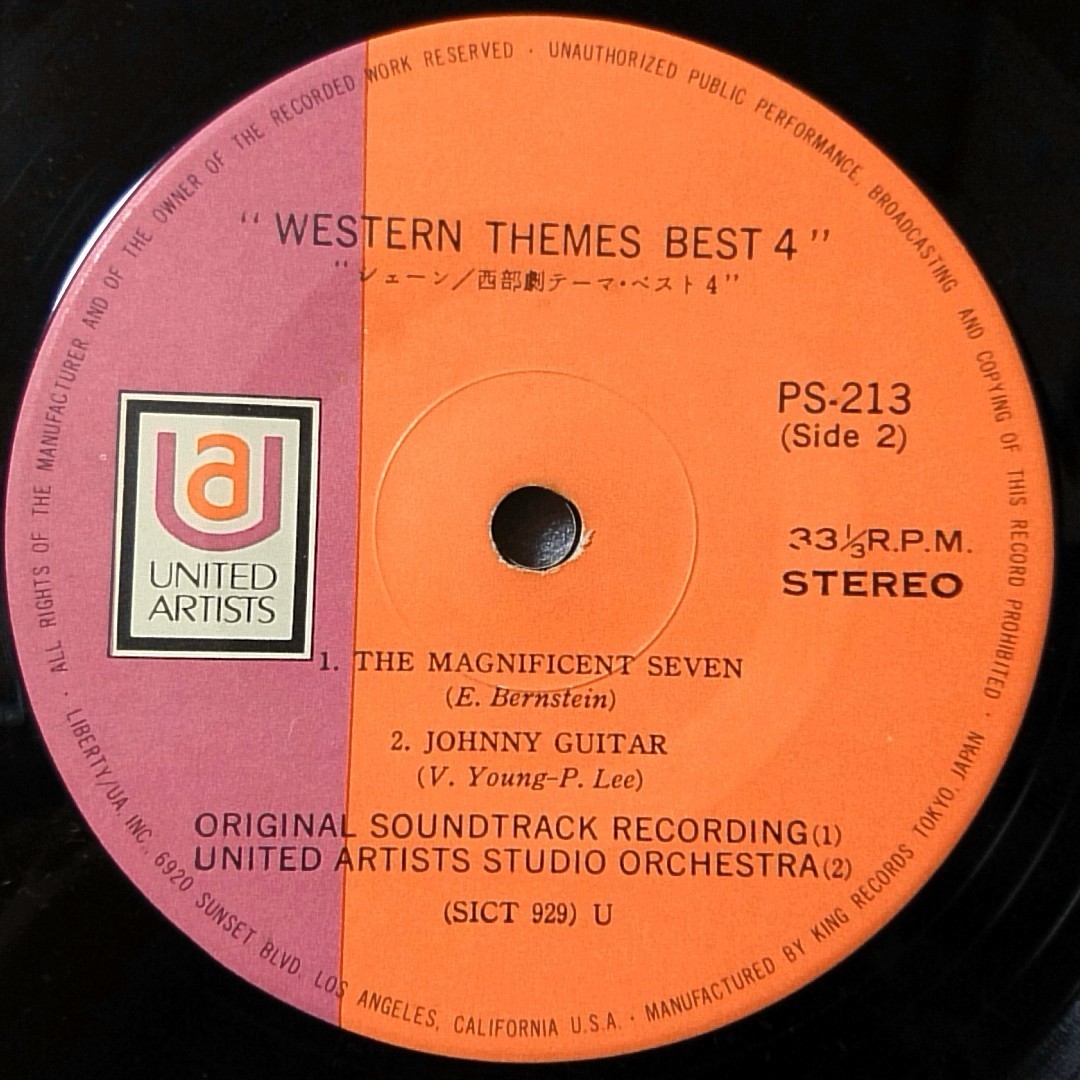 “ WESTERN THEMES BEST 4 ”
“シェーン／西部劇テーマ・ベスト 4”
PS-213
(Side 2)
33⅓R.P.M.
STEREO
ua
UNITED
ARTISTS
1. THE MAGNIFICENT SEVEN
(E. Bernstein)
2. JOHNNY GUITAR
(V. Young-P. Lee)
ORIGINAL SOUNDTRACK RECORDING(1)
UNITED ARTISTS STUDIO ORCHESTRA(2)
(SICT 929) U
· ALL RIGHTS OF THE MANUFACTURER AND OF THE OWNER OF THE RECORDED WORK RESERVED · UNAUTHORIZED PUBLIC PERFORMANCE, BROADCASTING AND COPYING OF THIS RECORD PROHIBITED ·
LIBERTY/UA, INC., 6920 SUNSET BLVD. LOS ANGELES, CALIFORNIA U.S.A. · MANUFACTURED BY KING RECORDS TOKYO, JAPAN